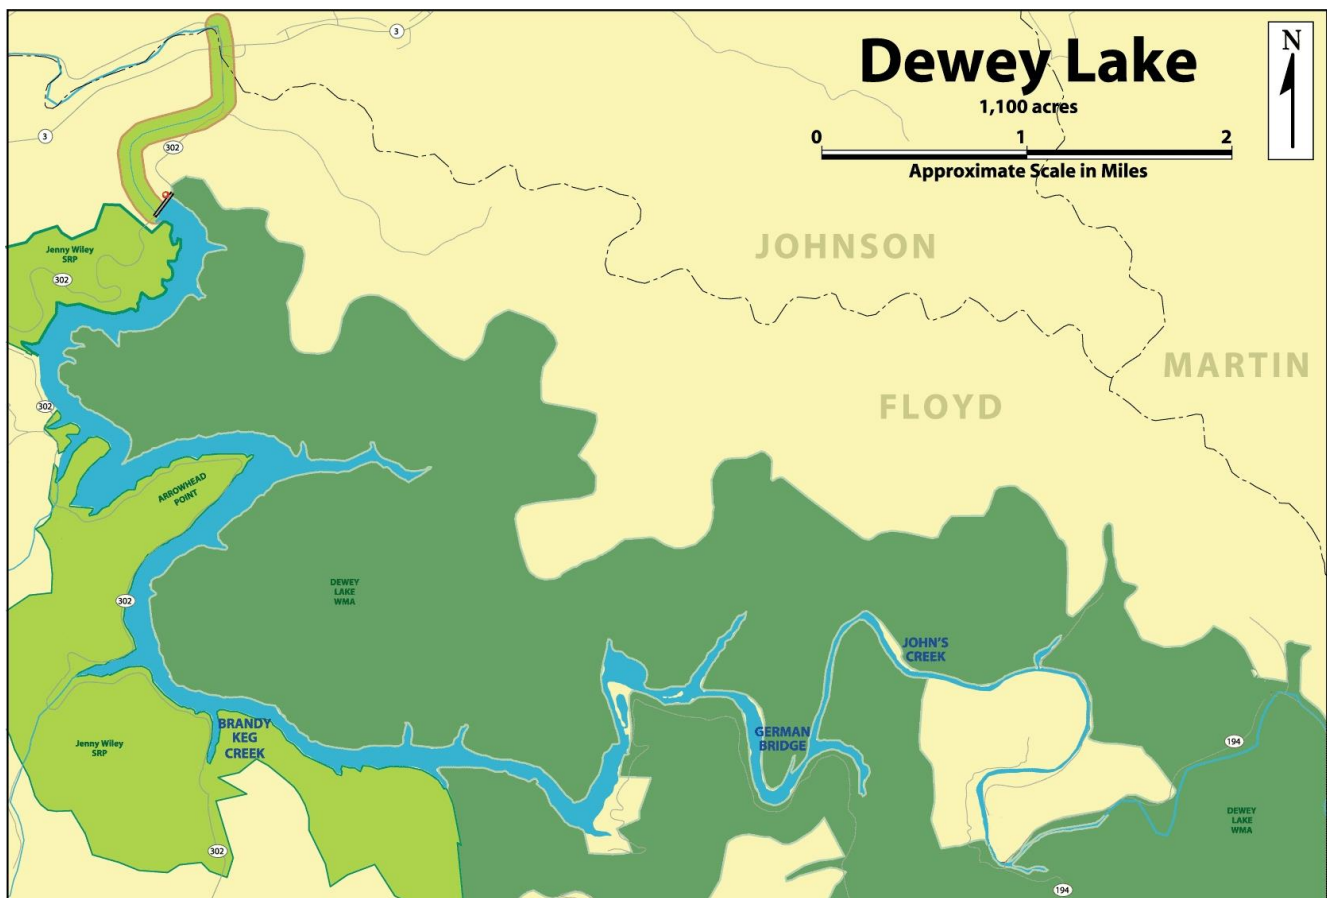 3
Dewey Lake
1,100 acres
N
0 1 2
Approximate Scale in Miles
3
302
JOHNSON
Jenny Wiley
SRP
302
MARTIN
302
FLOYD
ARROWHEAD
POINT
DEWEY
LAKE
WMA
302
JOHN'S
CREEK
BRANDY
KEG
CREEK
GERMAN
BRIDGE
Jenny Wiley
SRP
194
DEWEY
LAKE
WMA
302
194